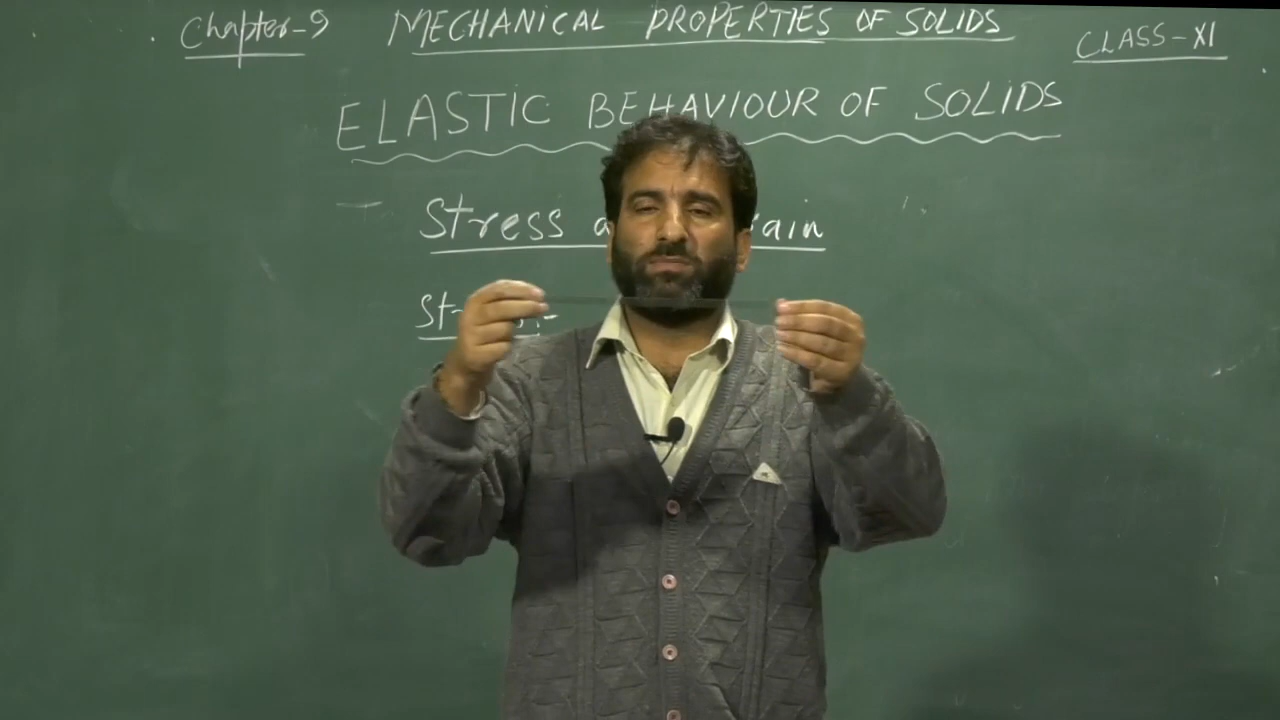 Chapter-9 MECHANICAL PROPERTIES OF SOLIDS CLASS-XI
ELASTIC BEHAVIOUR OF SOLIDS
Stress